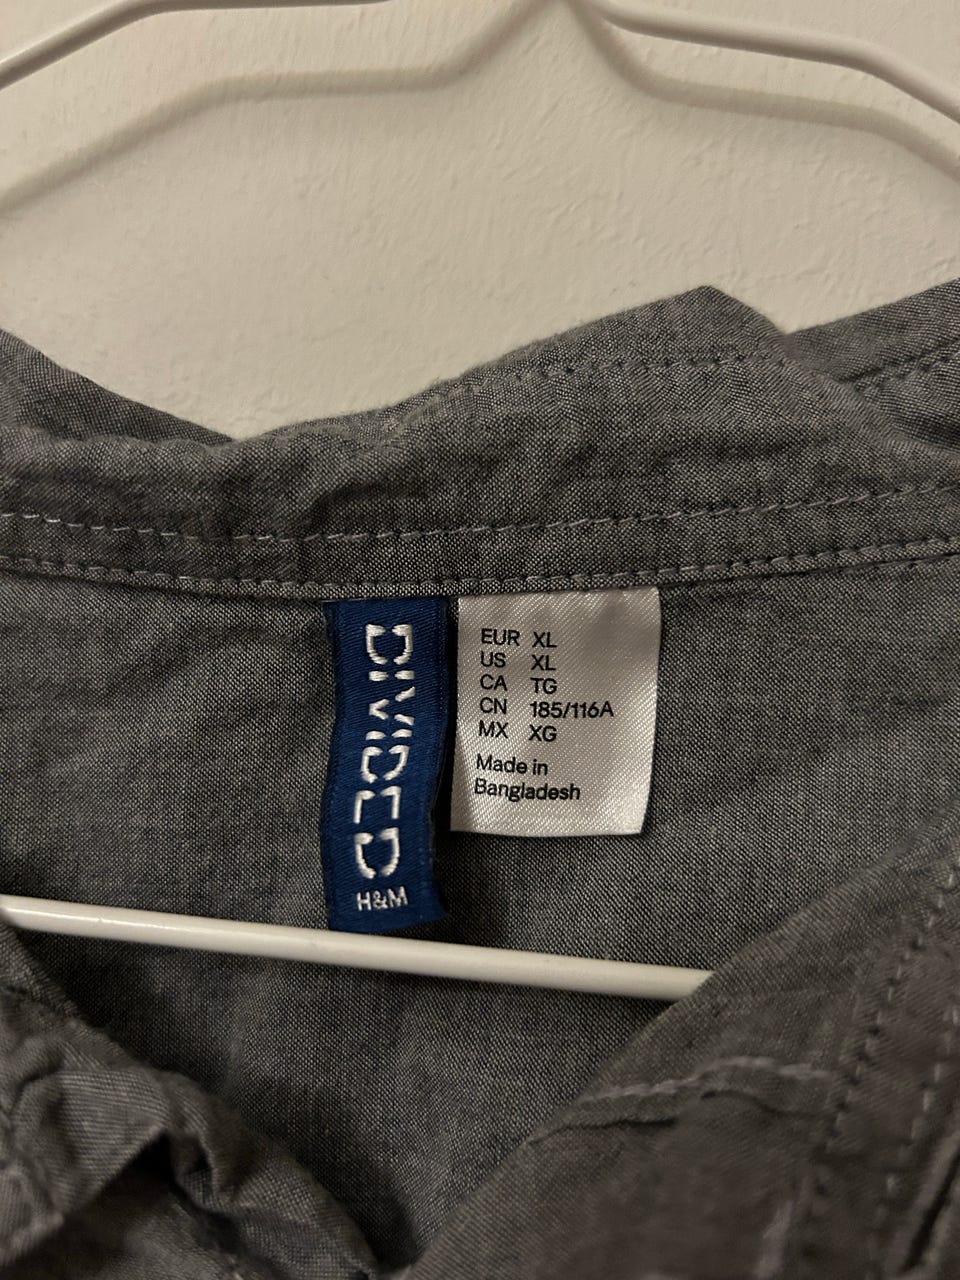 DIVIDED
H&M
EUR XL
US XL
CA TG
CN 185/116A
MX XG
Made in
Bangladesh